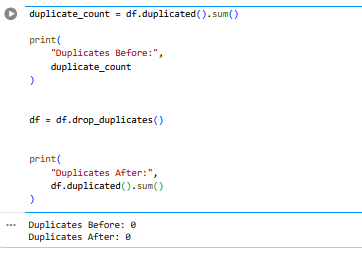 duplicate_count = df.duplicated().sum()
print(
    "Duplicates Before:",
    duplicate_count
)
df = df.drop_duplicates()
print(
    "Duplicates After:",
    df.duplicated().sum()
)
Duplicates Before: 0
Duplicates After: 0